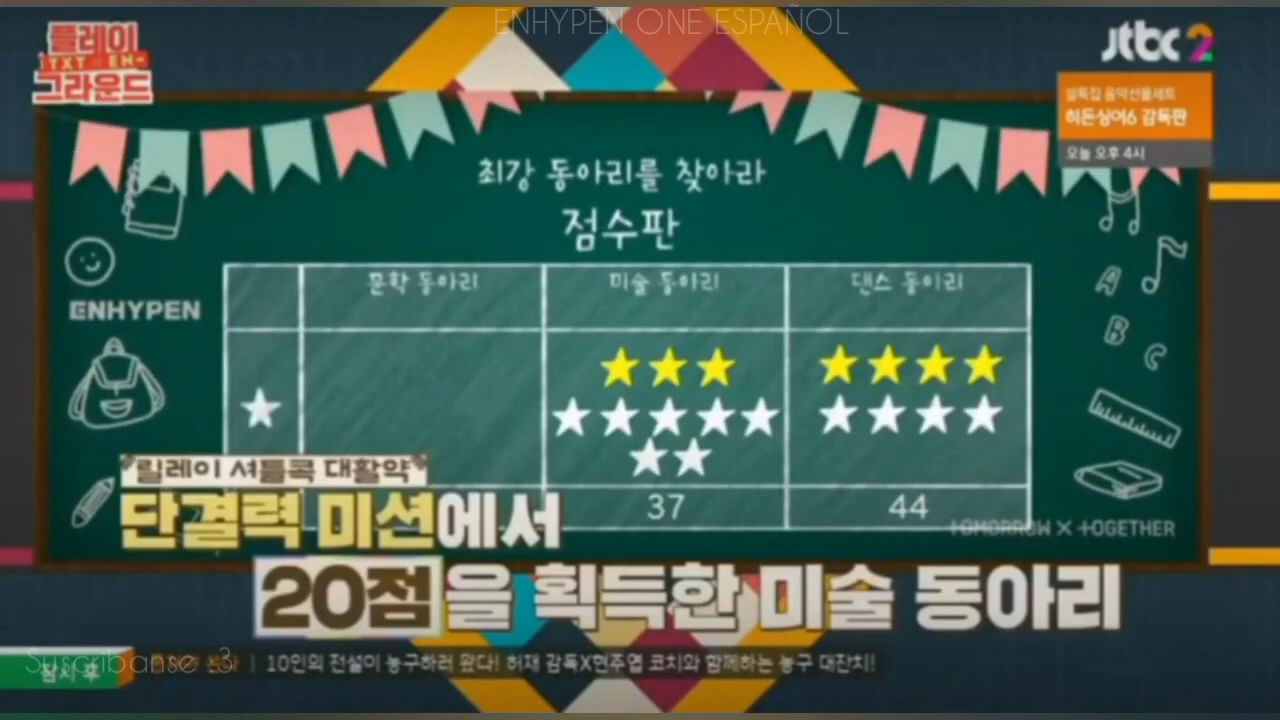 ENHYPEN ONE ESPAÑOL
플레이
TXT EN-
그라운드
jtbc 2
설특집 음악선물세트
히든싱어6 감독판
오늘 오후 4시
최강 동아리를 찾아라
점수판
문학 동아리
미술 동아리
댄스 동아리
ENHYPEN
A
B
C
37
44
릴레이 셔틀콕 대활약
단결력 미션에서
TOMORROW X TOGETHER
20점을 획득한 미술 동아리
Suscribanse :3
잠시 후
10인의 전설이 농구하러 왔다! 허재 감독X현주엽 코치와 함께하는 농구 대잔치!